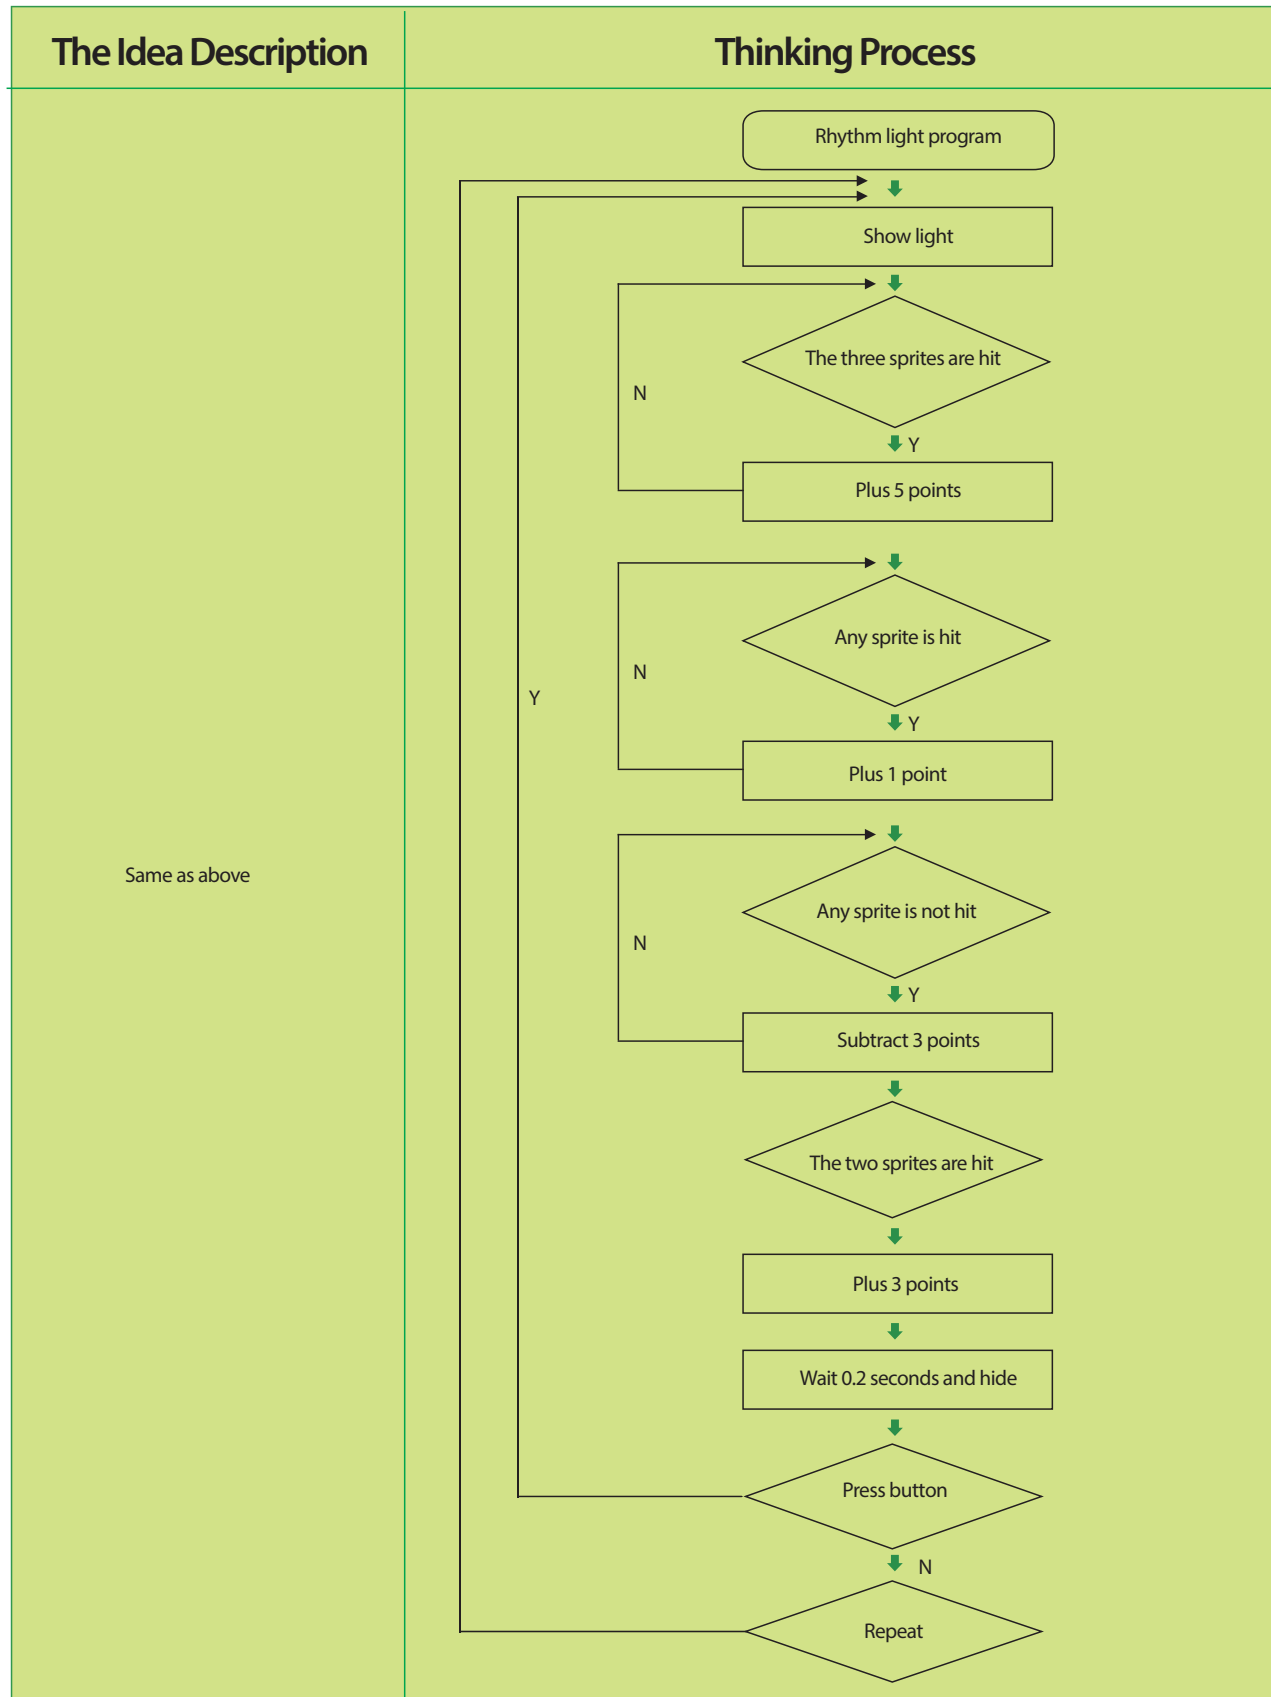 The Idea Description
Thinking Process
Rhythm light program
Show light
The three sprites are hit
N
Y
Plus 5 points
Any sprite is hit
N
Y
Y
Plus 1 point
Same as above
Any sprite is not hit
N
Y
Subtract 3 points
The two sprites are hit
Plus 3 points
Wait 0.2 seconds and hide
Press button
N
Repeat